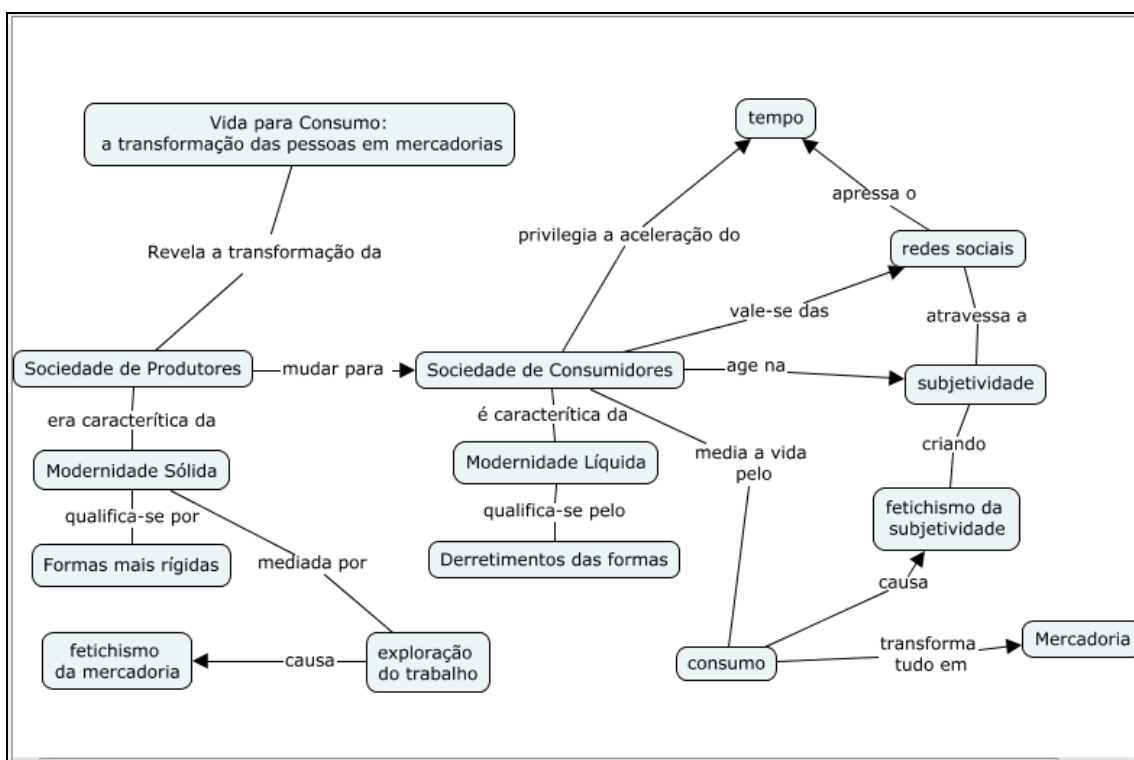 Vida para Consumo:
a transformação das pessoas em mercadorias
tempo
apressa o
privilegia a aceleração do
redes sociais
Revela a transformação da
vale-se das
atravessa a
Sociedade de Produtores
mudar para
Sociedade de Consumidores
age na
subjetividade
era caracterítica da
é caracterítica da
criando
Modernidade Sólida
Modernidade Líquida
media a vida
pelo
qualifica-se por
qualifica-se pelo
fetichismo da
subjetividade
Formas mais rígidas
mediada por
Derretimentos das formas
causa
fetichismo
da mercadoria
causa
exploração
do trabalho
consumo
transforma
tudo em
Mercadoria